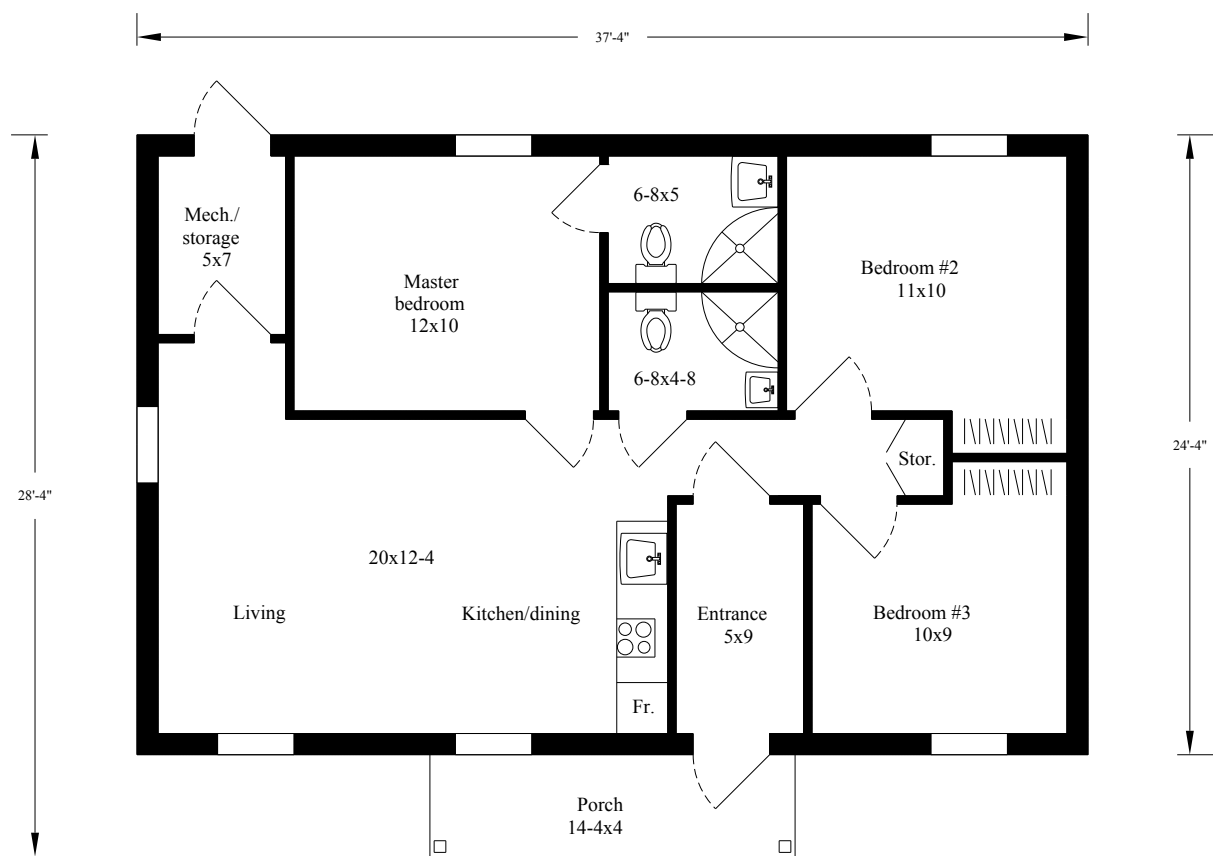 37'-4"
Mech./
storage
5x7
Master
bedroom
12x10
6-8x5
Bedroom #2
11x10
6-8x4-8
Stor.
28'-4"
24'-4"
20x12-4
Living
Kitchen/dining
Entrance
5x9
Bedroom #3
10x9
Fr.
Porch
14-4x4